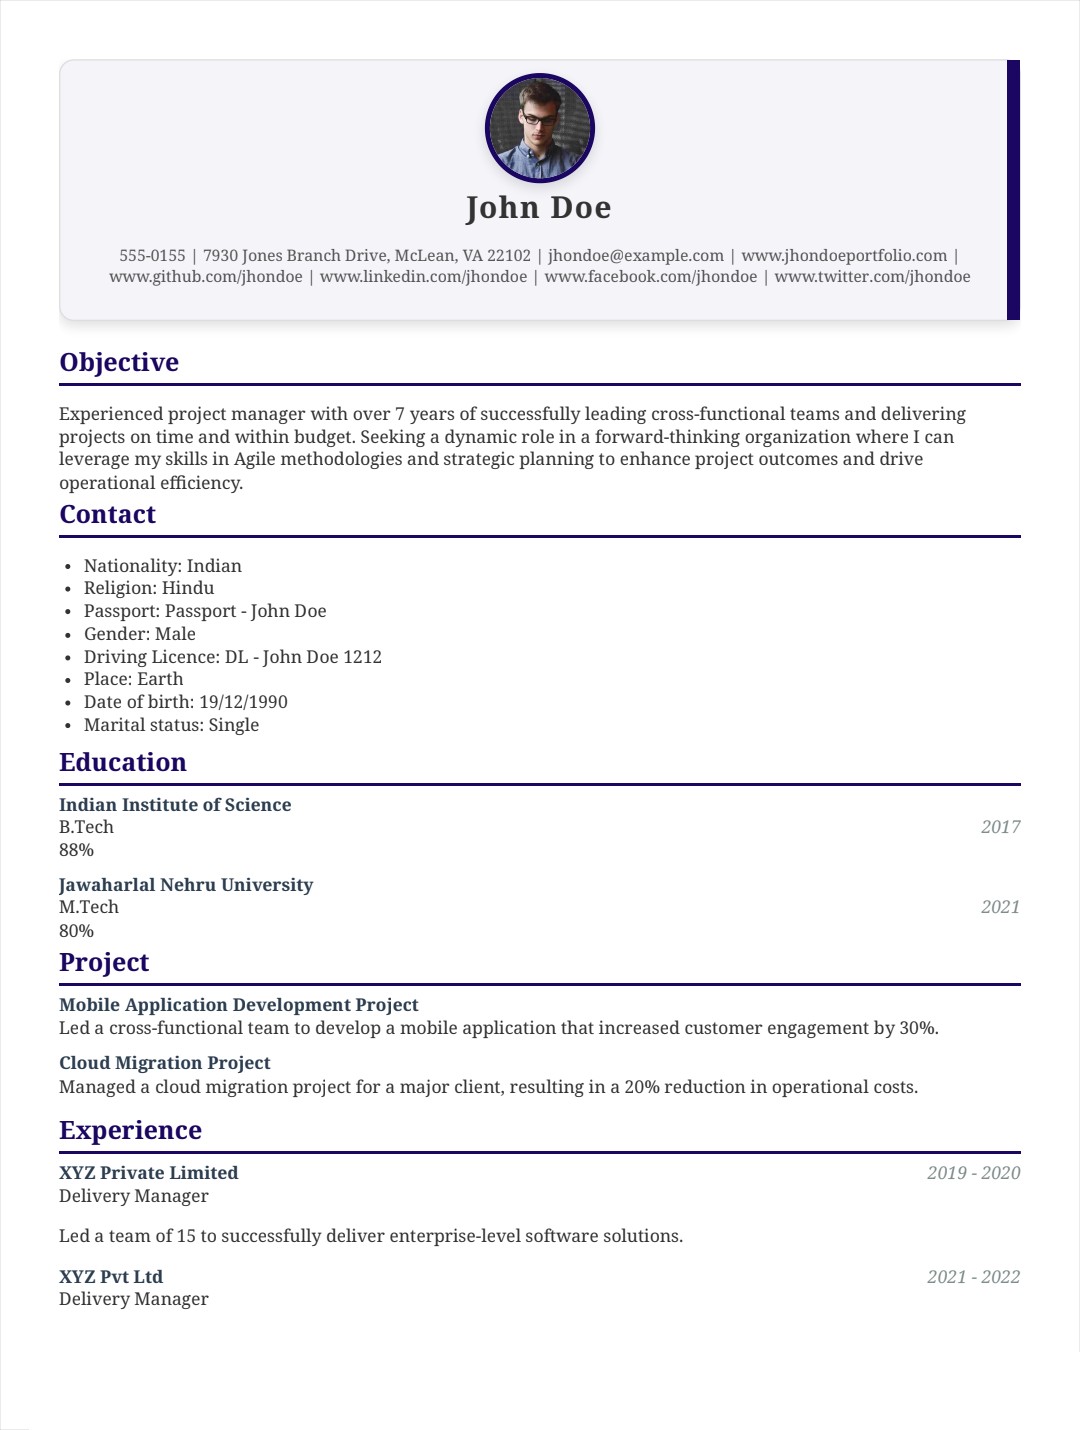 John Doe
555-0155 | 7930 Jones Branch Drive, McLean, VA 22102 | jhondoe@example.com | www.jhondoeportfolio.com |
www.github.com/jhondoe | www.linkedin.com/jhondoe | www.facebook.com/jhondoe | www.twitter.com/jhondoe
Objective
Experienced project manager with over 7 years of successfully leading cross-functional teams and delivering
projects on time and within budget. Seeking a dynamic role in a forward-thinking organization where I can
leverage my skills in Agile methodologies and strategic planning to enhance project outcomes and drive
operational efficiency.
Contact
• Nationality: Indian
• Religion: Hindu
• Passport: Passport - John Doe
• Gender: Male
• Driving Licence: DL - John Doe 1212
• Place: Earth
• Date of birth: 19/12/1990
• Marital status: Single
Education
Indian Institute of Science
B.Tech 2017
88%
Jawaharlal Nehru University
M.Tech 2021
80%
Project
Mobile Application Development Project
Led a cross-functional team to develop a mobile application that increased customer engagement by 30%.
Cloud Migration Project
Managed a cloud migration project for a major client, resulting in a 20% reduction in operational costs.
Experience
XYZ Private Limited 2019 - 2020
Delivery Manager
Led a team of 15 to successfully deliver enterprise-level software solutions.
XYZ Pvt Ltd 2021 - 2022
Delivery Manager